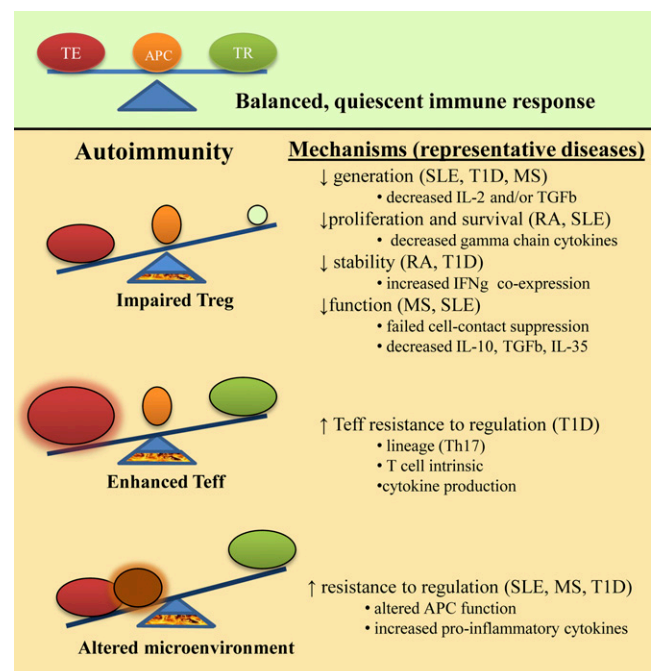 TE APC TR
Balanced, quiescent immune response
Autoimmunity
Mechanisms (representative diseases)
↓ generation (SLE, T1D, MS)
• decreased IL-2 and/or TGFb
↓proliferation and survival (RA, SLE)
• decreased gamma chain cytokines
↓ stability (RA, T1D)
• increased IFNg co-expression
Impaired Treg
↓function (MS, SLE)
• failed cell-contact suppression
• decreased IL-10, TGFb, IL-35
↑ Teff resistance to regulation (T1D)
• lineage (Th17)
• T cell intrinsic
•cytokine production
Enhanced Teff
↑ resistance to regulation (SLE, MS, T1D)
• altered APC function
• increased pro-inflammatory cytokines
Altered microenvironment